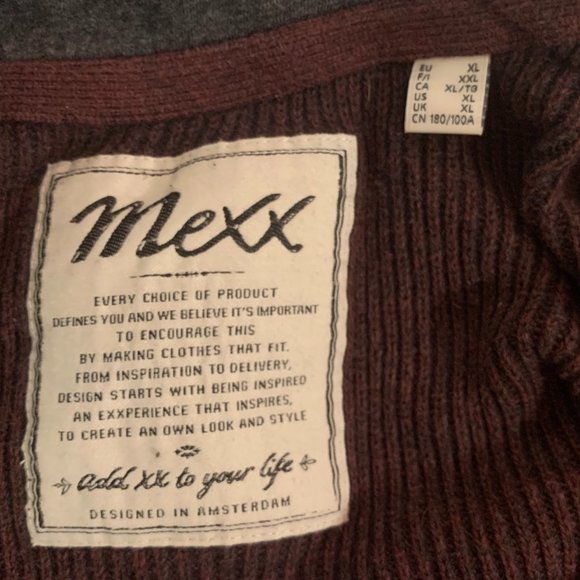 mexx
EVERY CHOICE OF PRODUCT
DEFINES YOU AND WE BELIEVE IT'S IMPORTANT
TO ENCOURAGE THIS
BY MAKING CLOTHES THAT FIT.
FROM INSPIRATION TO DELIVERY,
DESIGN STARTS WITH BEING INSPIRED
AN EXXPERIENCE THAT INSPIRES,
TO CREATE AN OWN LOOK AND STYLE
add xx to your life
DESIGNED IN AMSTERDAM
EU XL
F/I XXL
CA XL/TG
US XL
UK XL
CN 180/100A